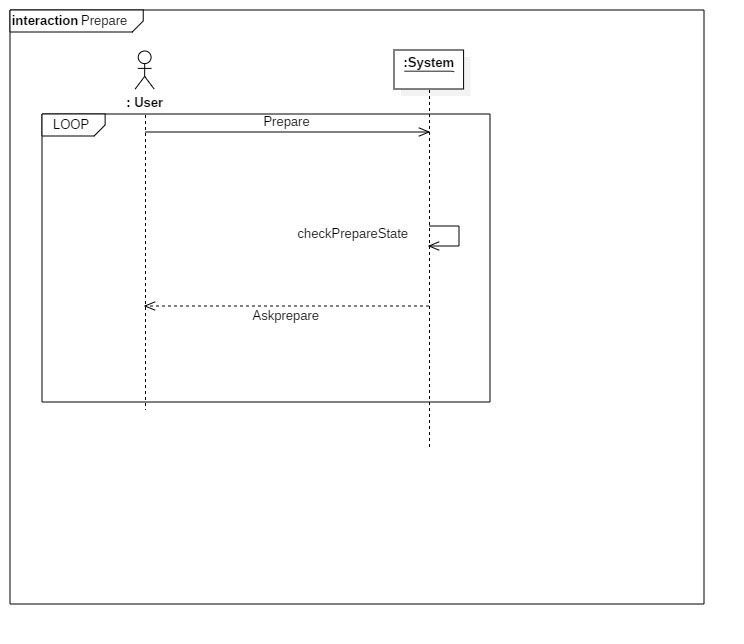 interaction Prepare
:System
: User
LOOP
Prepare
checkPrepareState
Askprepare